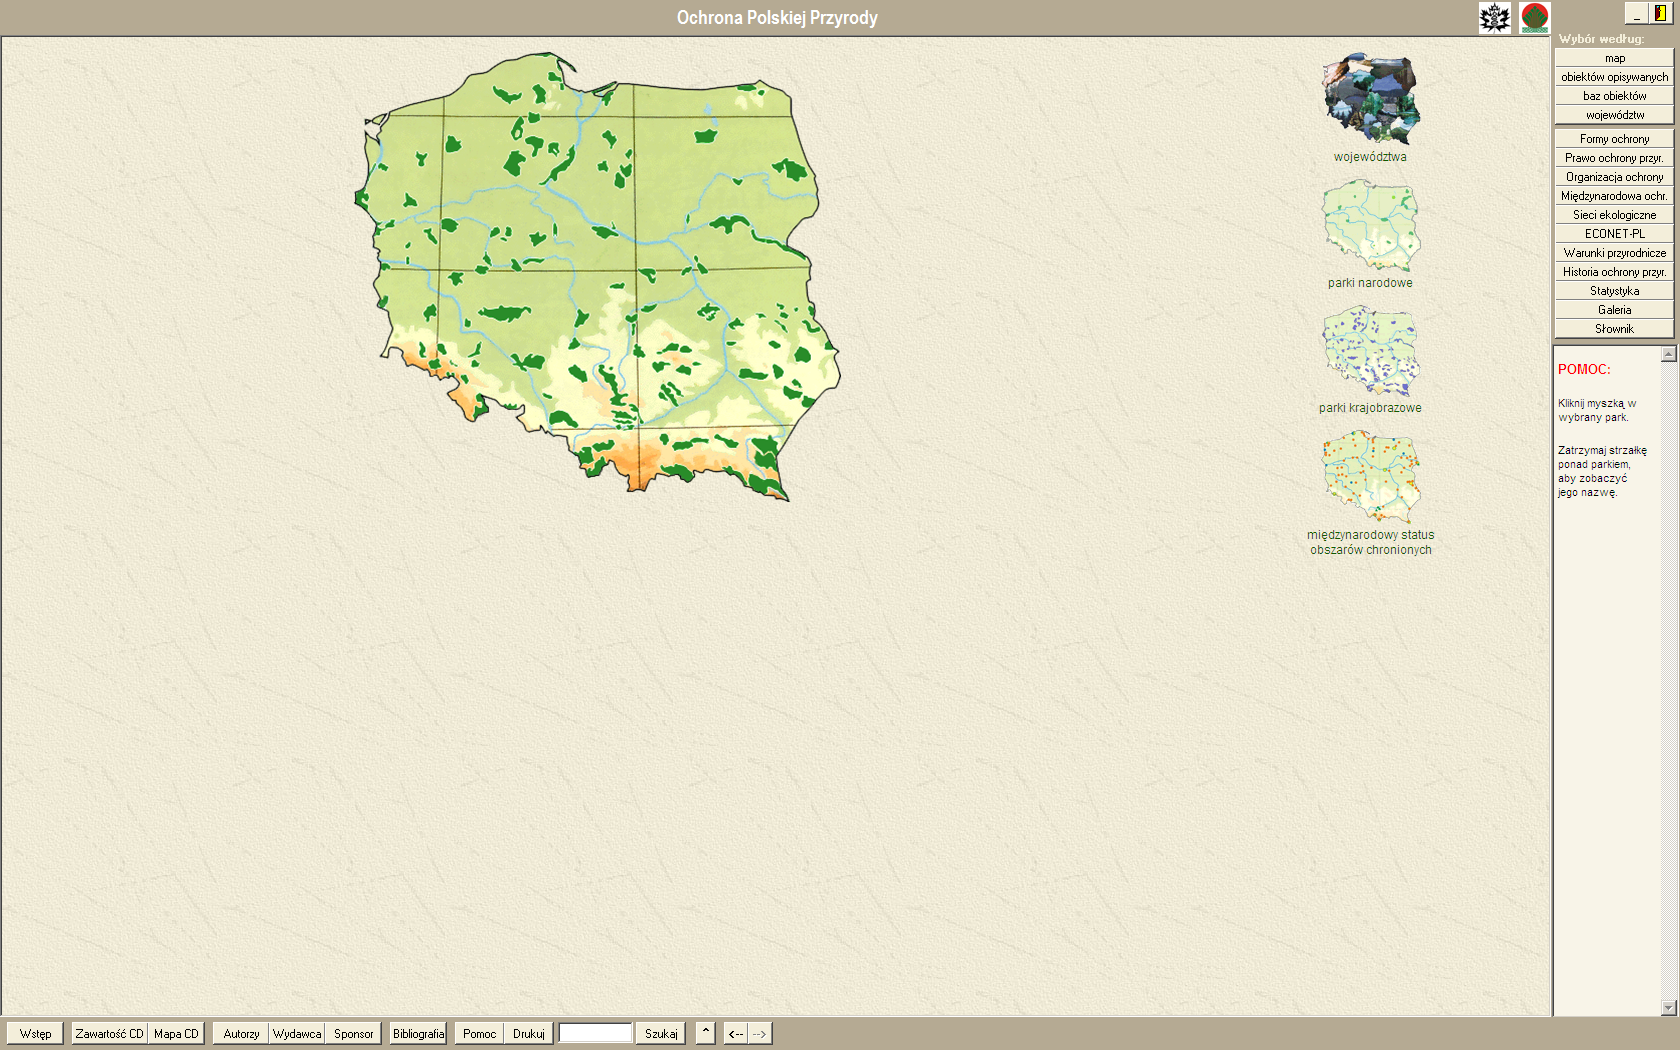 Ochrona Polskiej Przyrody
_
Wybór według:
map
obiektów opisywanych
baz obiektów
województw
Formy ochrony
Prawo ochrony przyr.
Organizacja ochrony
Międzynarodowa ochr.
Sieci ekologiczne
ECONET-PL
Warunki przyrodnicze
Historia ochrony przyr.
Statystyka
Galeria
Słownik
województwa
parki narodowe
parki krajobrazowe
międzynarodowy status
obszarów chronionych
POMOC:
Kliknij myszką w
wybrany park.
Zatrzymaj strzałkę
ponad parkiem,
aby zobaczyć
jego nazwę.
Wstęp
Zawartość CD
Mapa CD
Autorzy
Wydawca
Sponsor
Bibliografia
Pomoc
Drukuj
Szukaj
^
<--
-->